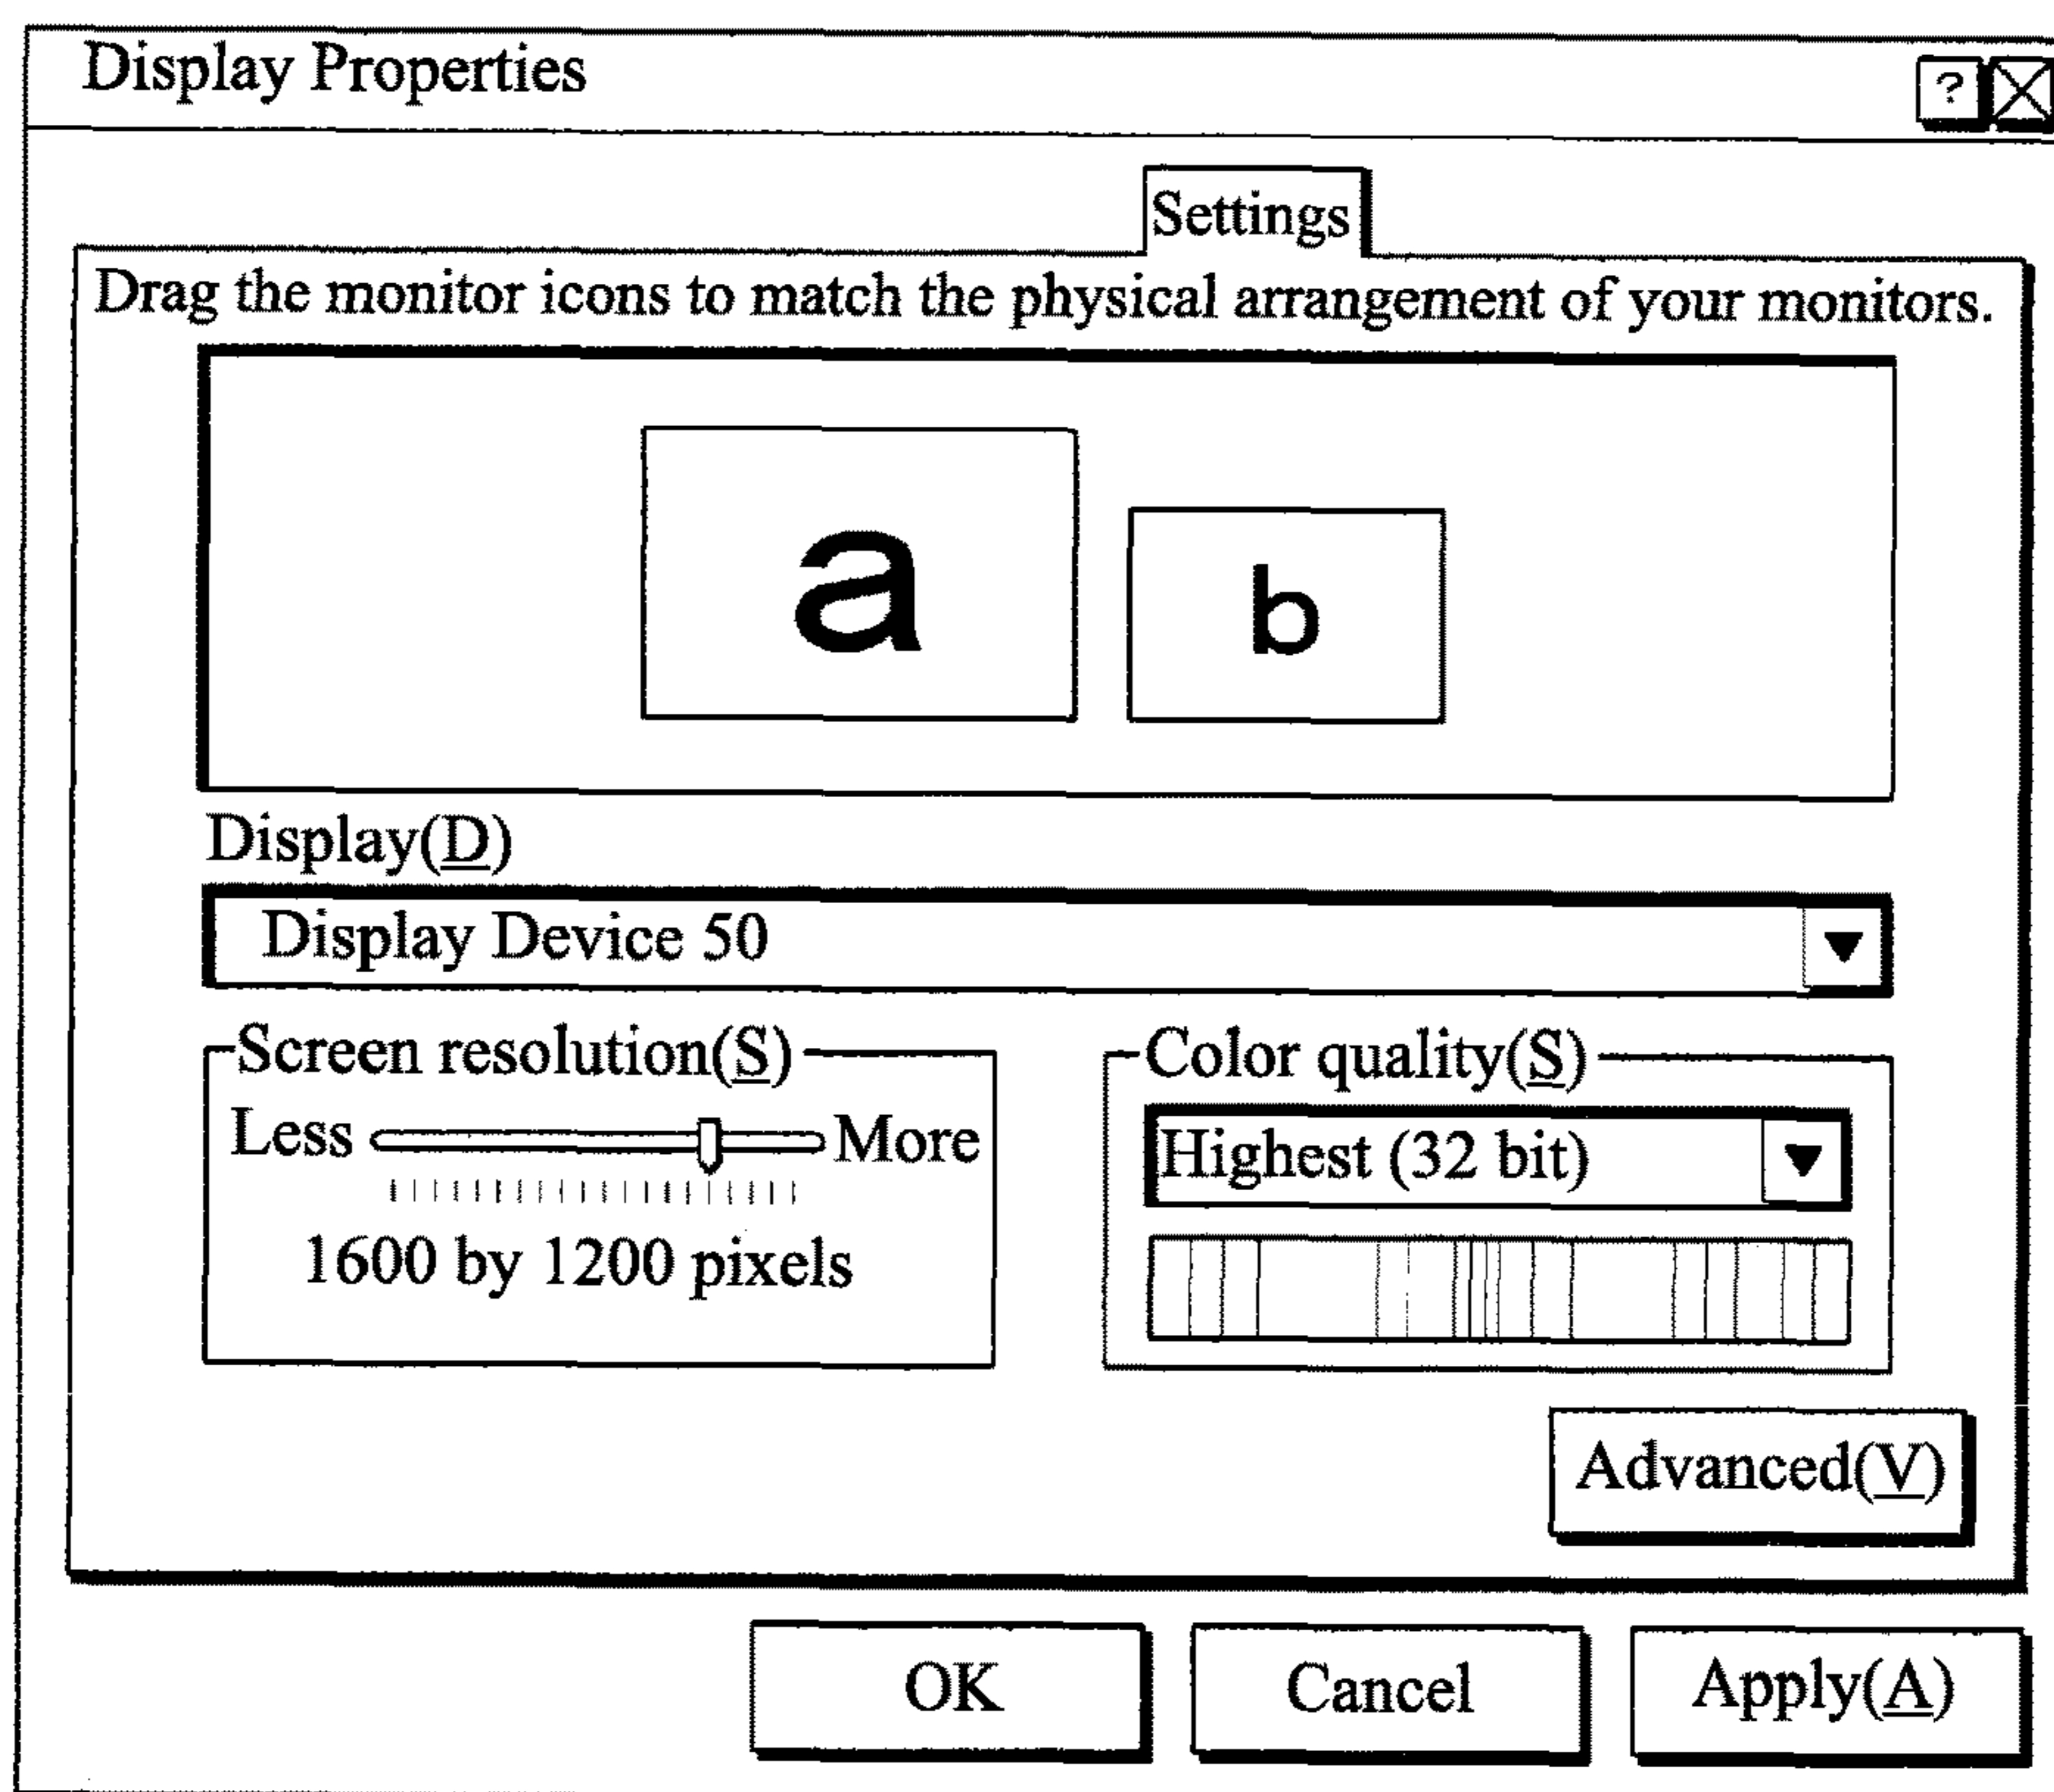 Display Properties ?
Settings
Drag the monitor icons to match the physical arrangement of your monitors.
a b
Display(D)
Display Device 50
Screen resolution(S) Color quality(S)
Less More Highest (32 bit)
1600 by 1200 pixels
Advanced(V)
OK Cancel Apply(A)